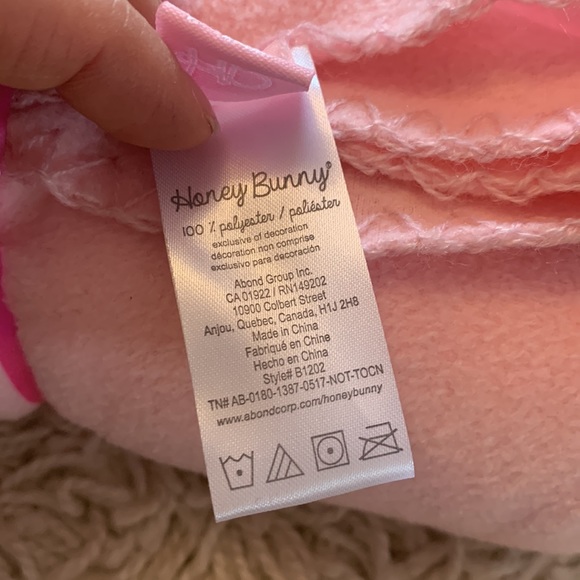 Honey Bunny®
100 % polyester / poliéster
exclusive of decoration
décoration non comprise
exclusivo para decoración
Abond Group Inc.
CA 01922 / RN149202
10900 Colbert Street
Anjou, Quebec, Canada, H1J 2H8
Made in China
Fabriqué en Chine
Hecho en China
Style# B1202
TN# AB-0180-1387-0517-NOT-TOCN
www.abondcorp.com/honeybunny